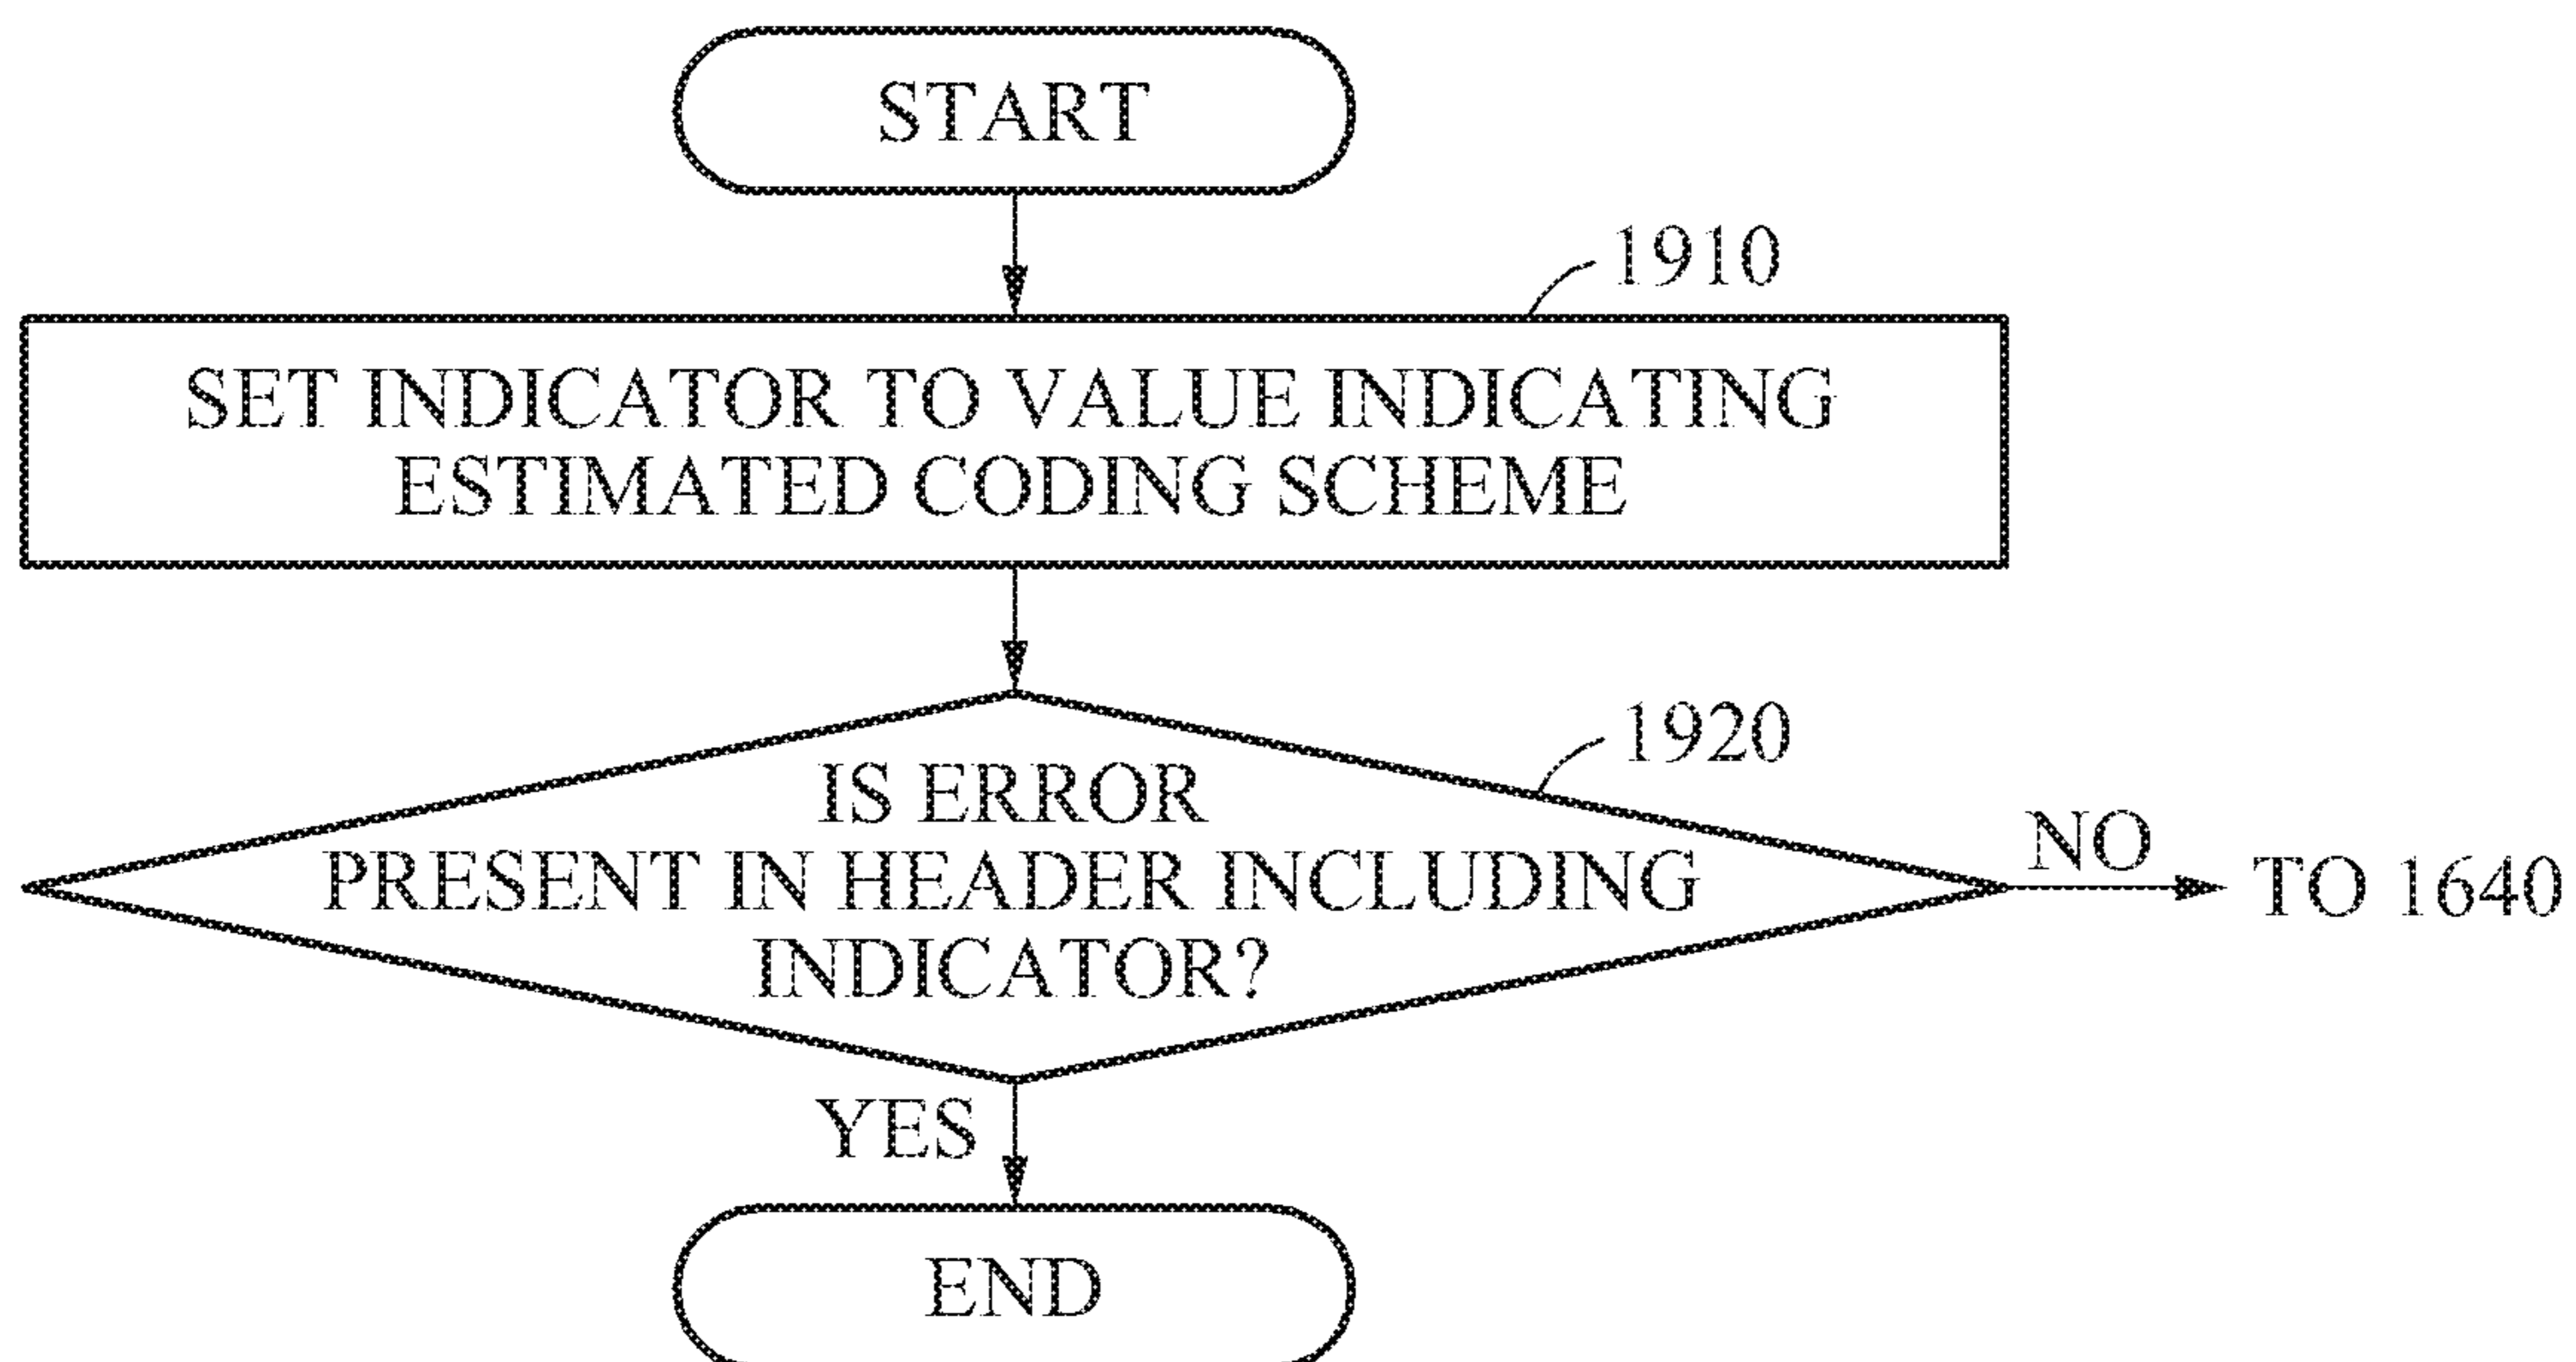 START
1910
SET INDICATOR TO VALUE INDICATING
ESTIMATED CODING SCHEME
1920
IS ERROR
PRESENT IN HEADER INCLUDING
INDICATOR?
NO
TO 1640
YES
END